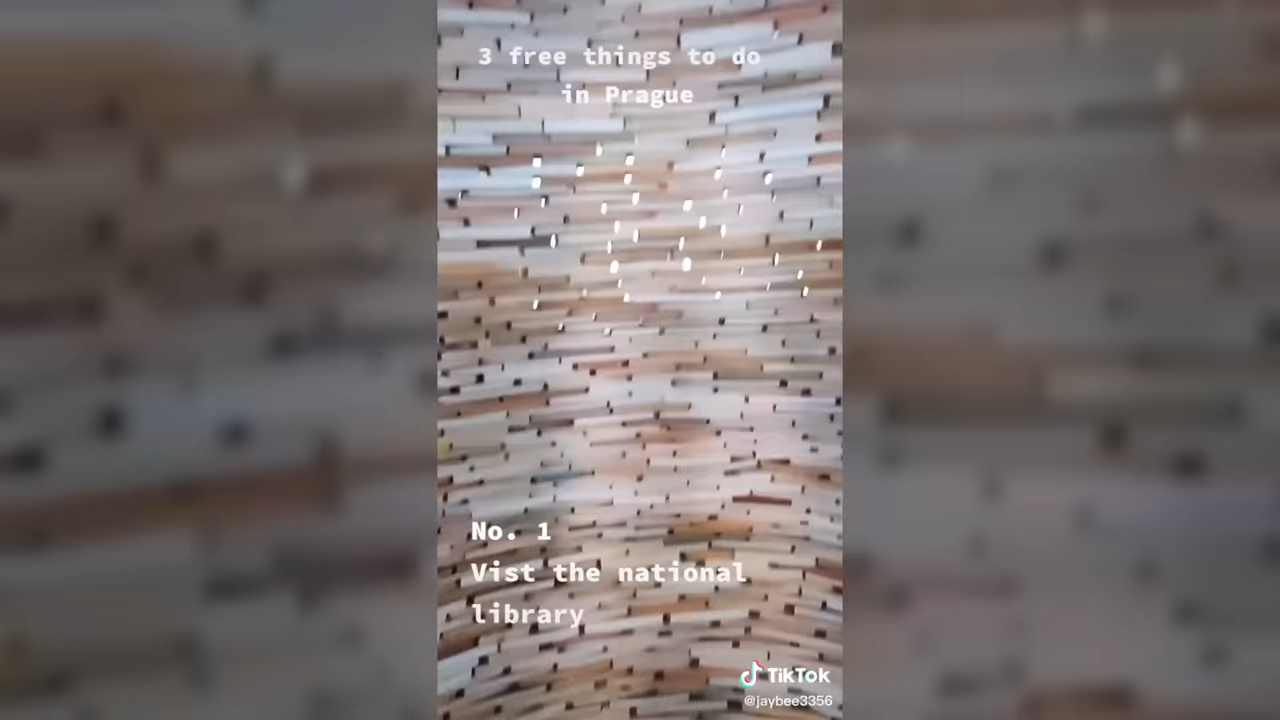 3 free things to do
in Prague
No. 1
Vist the national
library
TikTok
@jaybee3356